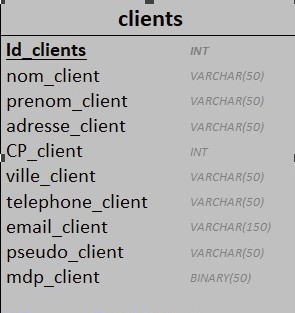 clients
Id_clients INT
nom_client VARCHAR(50)
prenom_client VARCHAR(50)
adresse_client VARCHAR(50)
CP_client INT
ville_client VARCHAR(50)
telephone_client VARCHAR(50)
email_client VARCHAR(150)
pseudo_client VARCHAR(50)
mdp_client BINARY(50)